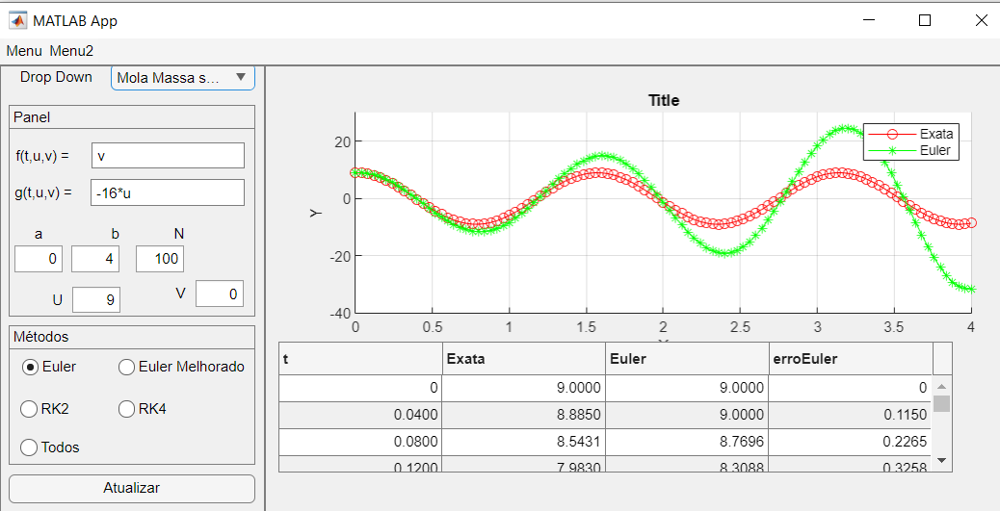 MATLAB App
Menu Menu2
Drop Down Mola Massa s...
Panel
f(t,u,v) = v
g(t,u,v) = -16*u
a b N
0 4 100
U 9 V 0
Métodos
Euler Euler Melhorado
RK2 RK4
Todos
Atualizar
Title
Exata
Euler
Y
20
0
-20
-40
0 0.5 1 1.5 2 2.5 3 3.5 4
t Exata Euler erroEuler
0 9.0000 9.0000 0
0.0400 8.8850 9.0000 0.1150
0.0800 8.5431 8.7696 0.2265
0.1200 7.9830 8.3088 0.3258